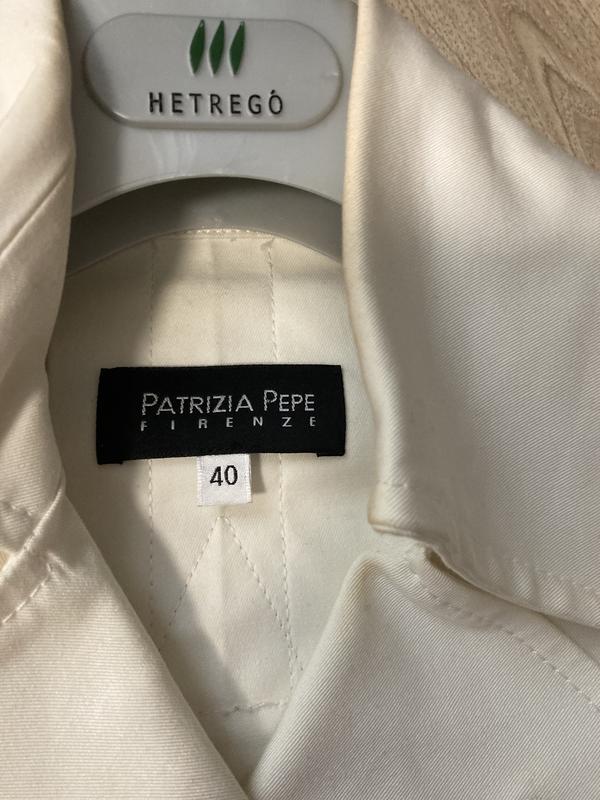 HETREGÓ
PATRIZIA PEPE
FIRENZE
40